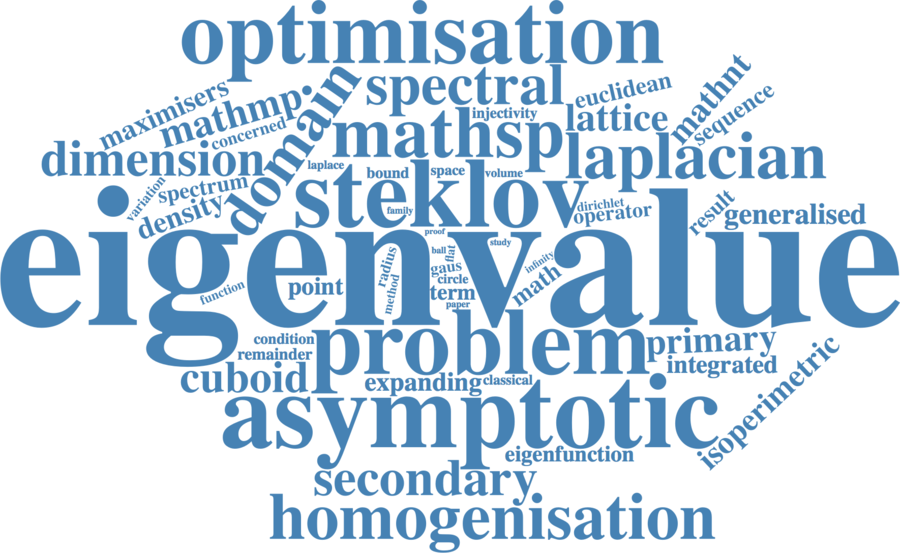 optimisation
spectral
euclidean
mathnt
maximisers
mathmp
concerned
domain
injectivity
lattice
sequence
mathsp
dimension
laplacian
laplace
bound
space
volume
variation
spectrum
density
steklov
family
dirichlet
operator
result
generalised
eigenvalue
proof
study
ball
flat
radius
gaus
circle
infinity
math
method
function
point
term
paper
condition
remainder
problem
primary
integrated
cuboid
expanding
classical
isoperimetric
asymptotic
eigenfunction
secondary
homogenisation